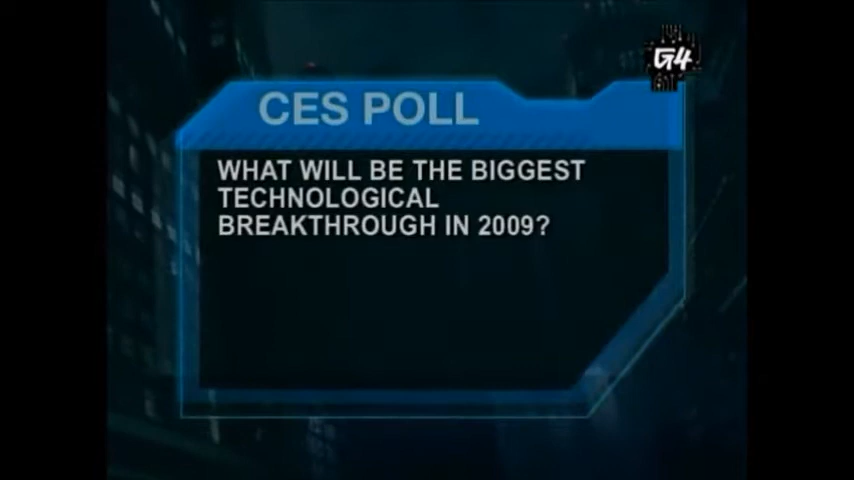 G4
CES POLL
WHAT WILL BE THE BIGGEST
TECHNOLOGICAL
BREAKTHROUGH IN 2009?